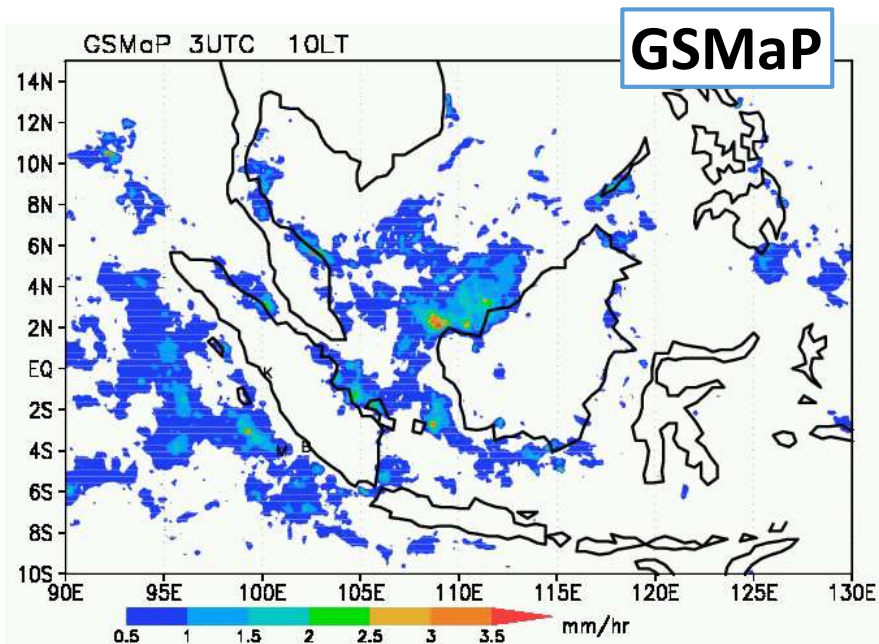 GSMaP 3UTC 10LT
GSMaP
14N
12N
10N
8N
6N
4N
2N
EQ
2S
4S
6S
8S
10S
K
M B
90E 95E 100E 105E 110E 115E 120E 125E 130E
0.5 1 1.5 2 2.5 3 3.5 mm/hr